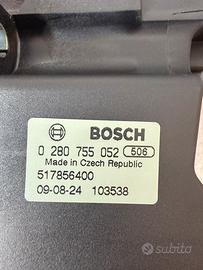 BOSCH
0 280 755 052 506
Made in Czech Republic
517856400
09-08-24 103538
subito